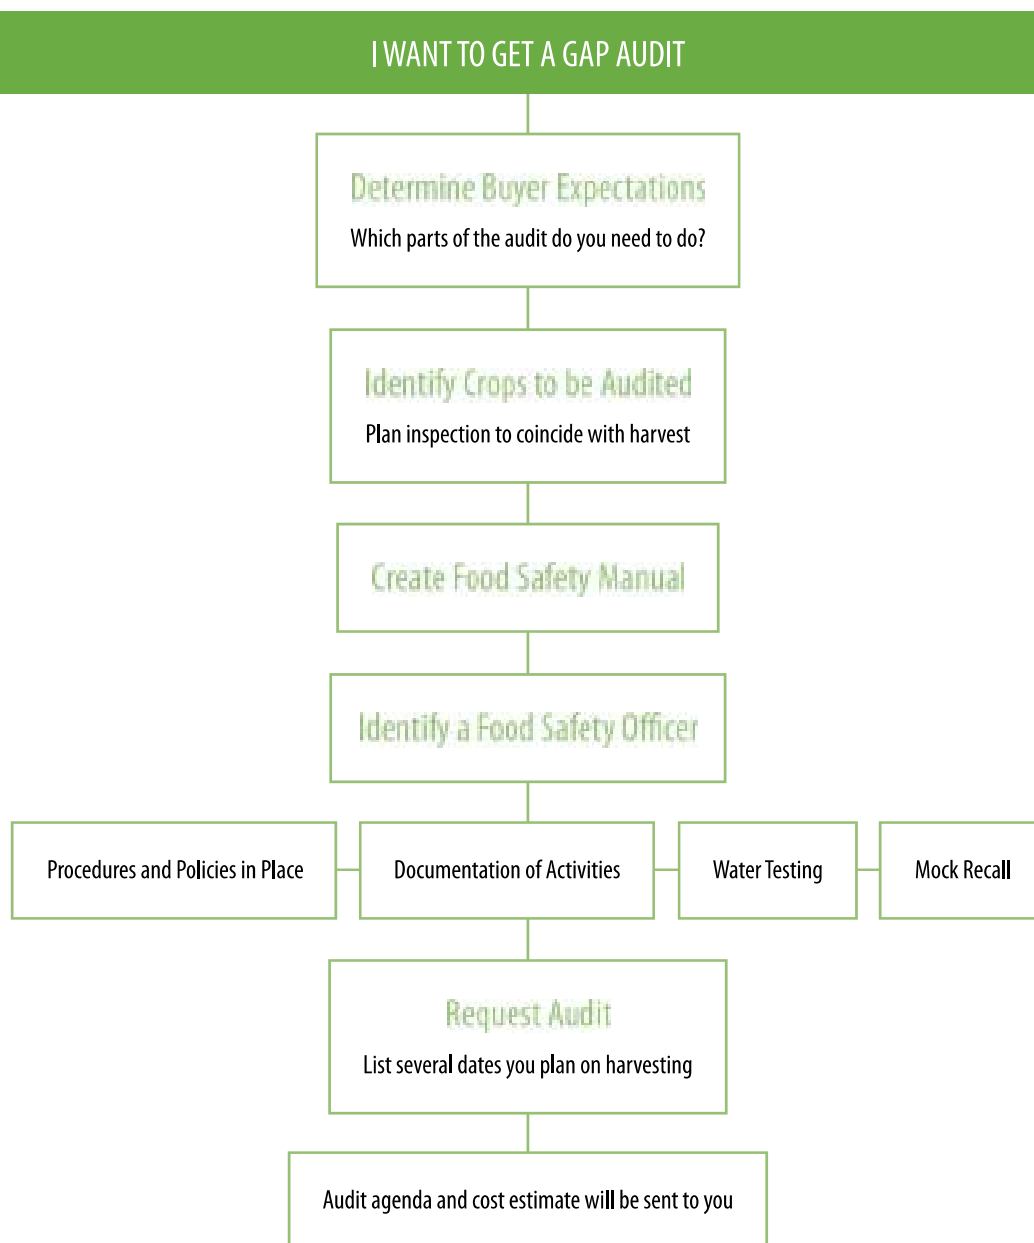 I WANT TO GET A GAP AUDIT
Determine Buyer Expectations
Which parts of the audit do you need to do?
Identify Crops to be Audited
Plan inspection to coincide with harvest
Create Food Safety Manual
Identify a Food Safety Officer
Procedures and Policies in Place
Documentation of Activities
Water Testing
Mock Recall
Request Audit
List several dates you plan on harvesting
Audit agenda and cost estimate will be sent to you